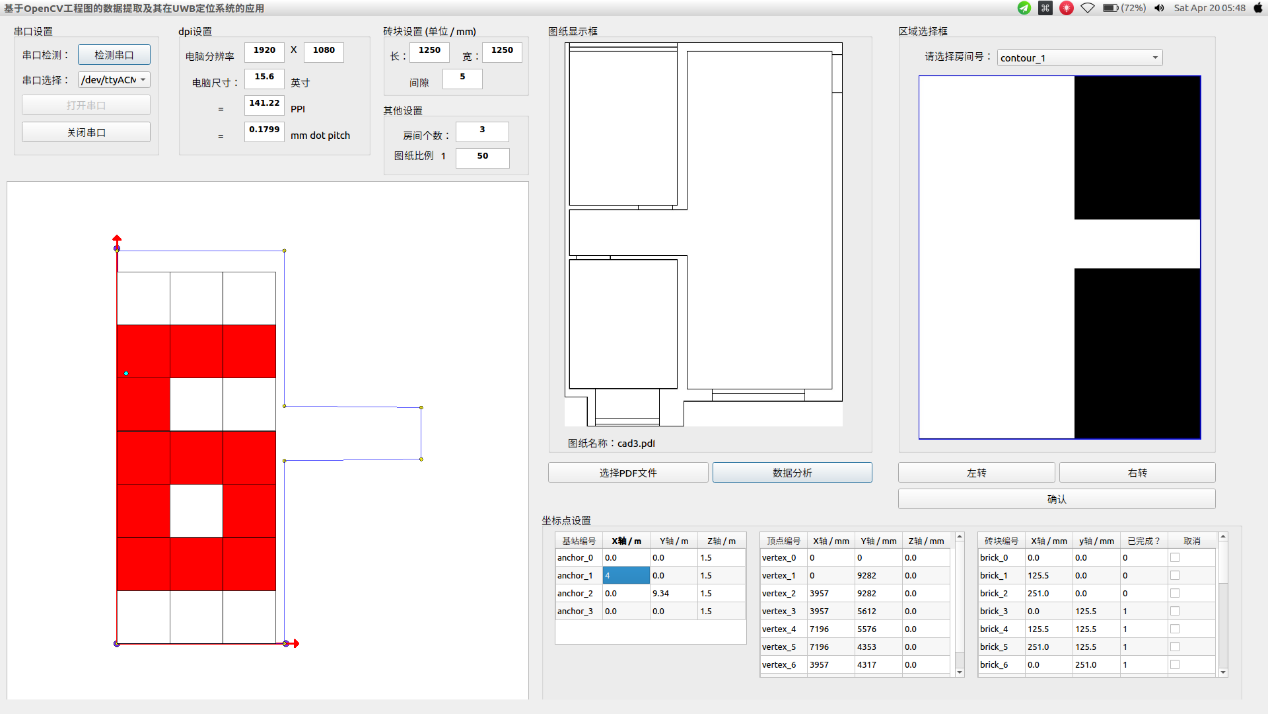 基于OpenCV工程图的数据提取及其在UWB定位系统的应用
(72%) Sat Apr 20 05:48
串口设置
串口检测： 检测串口
串口选择： /dev/ttyACM
打开串口
关闭串口
dpi设置
电脑分辨率 1920 X 1080
电脑尺寸： 15.6 英寸
= 141.22 PPI
= 0.1799 mm dot pitch
砖块设置 (单位 / mm)
长： 1250 宽： 1250
间隙 5
其他设置
房间个数： 3
图纸比例 1 50
图纸显示框
图纸名称：cad3.pdf
选择PDF文件 数据分析
区域选择框
请选择房间号： contour_1
左转 右转
确认
坐标点设置
基站编号 X轴 / m Y轴 / m Z轴 / m
anchor_0 0.0 0.0 1.5
anchor_1 4 0.0 1.5
anchor_2 0.0 9.34 1.5
anchor_3 0.0 0.0 1.5
顶点编号 X轴 / mm Y轴 / mm Z轴 / mm
vertex_0 0 0 0.0
vertex_1 0 9282 0.0
vertex_2 3957 9282 0.0
vertex_3 3957 5612 0.0
vertex_4 7196 5576 0.0
vertex_5 7196 4353 0.0
vertex_6 3957 4317 0.0
砖块编号 X轴 / mm y轴 / mm 已完成？ 取消
brick_0 0.0 0.0 0
brick_1 125.5 0.0 0
brick_2 251.0 0.0 0
brick_3 0.0 125.5 1
brick_4 125.5 125.5 1
brick_5 251.0 125.5 1
brick_6 0.0 251.0 1